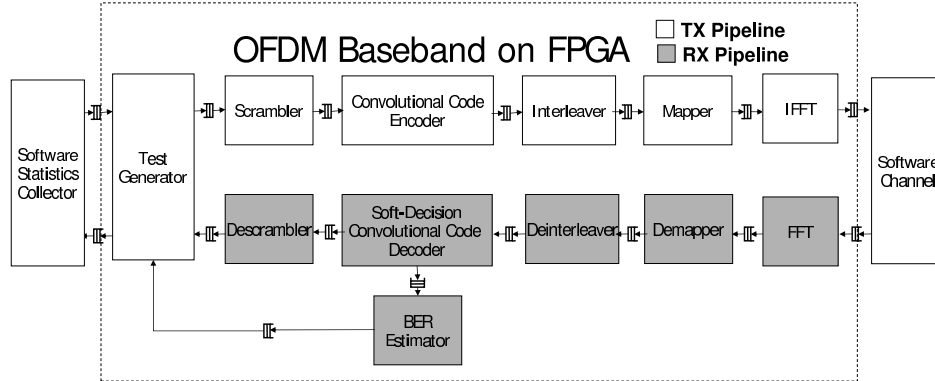 OFDM Baseband on FPGA
TX Pipeline
RX Pipeline
Software
Statistics
Collector
Test
Generator
Scrambler
Convolutional Code
Encoder
Interleaver
Mapper
IFFT
Software
Channel
Descrambler
Soft-Decision
Convolutional Code
Decoder
Deinterleaver
Demapper
FFT
BER
Estimator